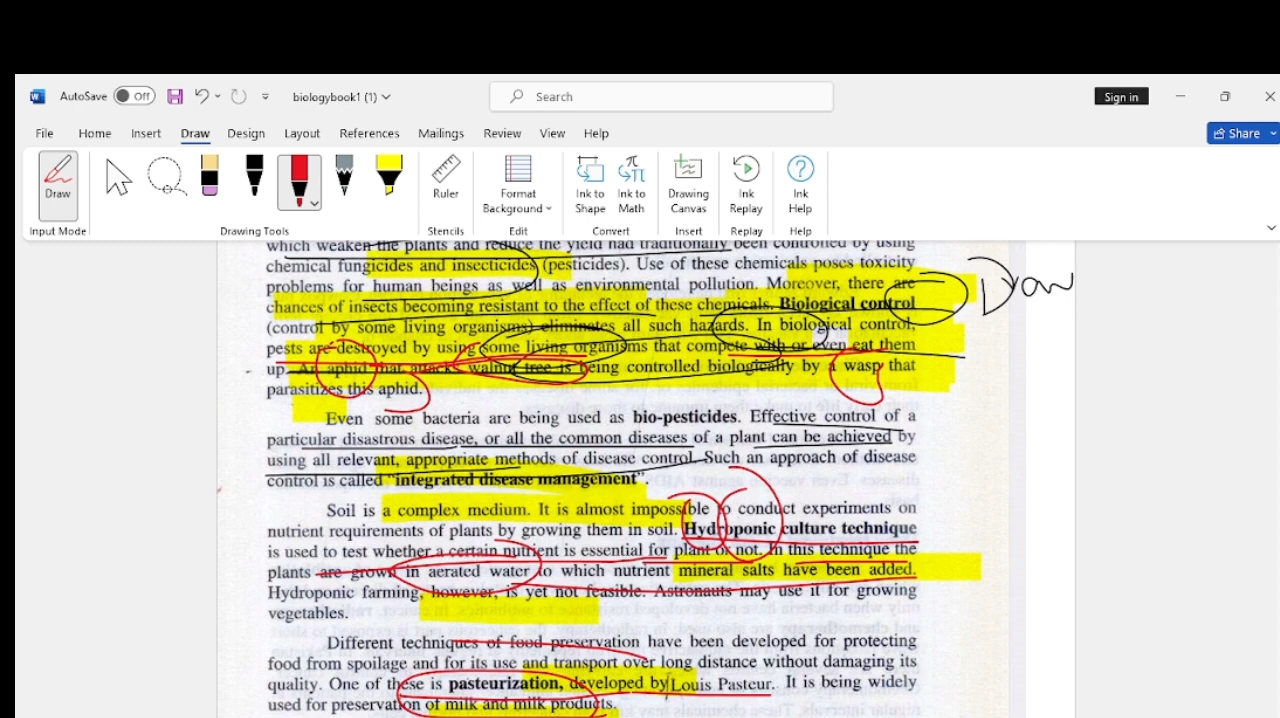 AutoSave Off biologybook1 (1) Search Sign in
File Home Insert Draw Design Layout References Mailings Review View Help Share
Draw Ruler Format Background Ink to Shape Ink to Math Drawing Canvas Ink Replay Ink Help
Input Mode Drawing Tools Stencils Edit Convert Insert Replay Help
which weaken the plants and reduce the yield had traditionally been controlled by using
chemical fungicides and insecticides (pesticides). Use of these chemicals poses toxicity
problems for human beings as well as environmental pollution. Moreover, there are
chances of insects becoming resistant to the effect of these chemicals. Biological control
(control by some living organisms) eliminates all such hazards. In biological control,
pests are destroyed by using some living organisms that compete with or even eat them
up. An aphid that attacks walnut tree is being controlled biologically by a wasp that
parasitizes this aphid.
Even some bacteria are being used as bio-pesticides. Effective control of a
particular disastrous disease, or all the common diseases of a plant can be achieved by
using all relevant, appropriate methods of disease control. Such an approach of disease
control is called "integrated disease management"
Soil is a complex medium. It is almost impossible to conduct experiments on
nutrient requirements of plants by growing them in soil. Hydroponic culture technique
is used to test whether a certain nutrient is essential for plant or not. In this technique the
plants are grown in aerated water to which nutrient mineral salts have been added.
Hydroponic farming, however, is yet not feasible. Astronauts may use it for growing
vegetables.
Different techniques of food preservation have been developed for protecting
food from spoilage and for its use and transport over long distance without damaging its
quality. One of these is pasteurization, developed by Louis Pasteur. It is being widely
used for preservation of milk and milk products.